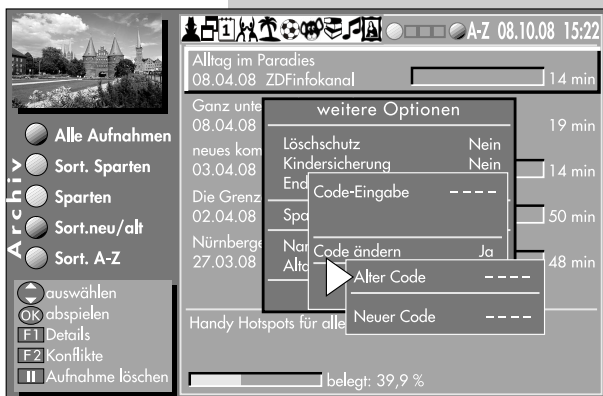 A-Z 08.10.08 15:22
Archiv
Alle Aufnahmen
Sort. Sparten
Sparten
Sort.neu/alt
Sort. A-Z
auswählen
OK abspielen
F1 Details
F2 Konflikte
Aufnahme löschen
Alltag im Paradies
08.04.08 ZDFinfokanal 14 min
Ganz unte
08.04.08 19 min
neues kom
03.04.08 14 min
Die Grenz
02.04.08 50 min
Nürnberge
27.03.08 48 min
weitere Optionen
Löschschutz Nein
Kindersicherung Nein
End
Spa
Nar
Alta
Code-Eingabe _ _ _ _
Code ändern Ja
Alter Code _ _ _ _
Neuer Code _ _ _ _
Handy Hotspots für alle
belegt: 39,9 %